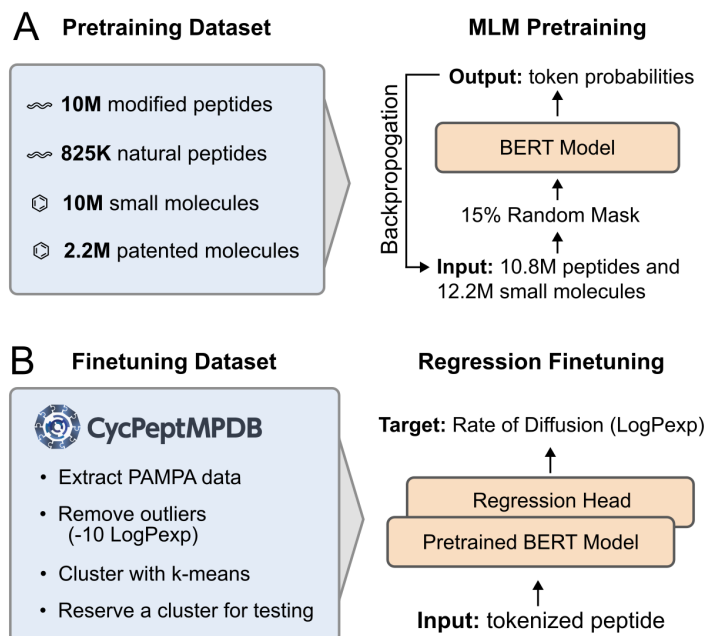 A
Pretraining Dataset
10M modified peptides
825K natural peptides
10M small molecules
2.2M patented molecules
MLM Pretraining
Output: token probabilities
Backpropogation
BERT Model
15% Random Mask
Input: 10.8M peptides and
12.2M small molecules
B
Finetuning Dataset
CycPeptMPDB
• Extract PAMPA data
• Remove outliers
(-10 LogPexp)
• Cluster with k-means
• Reserve a cluster for testing
Regression Finetuning
Target: Rate of Diffusion (LogPexp)
Regression Head
Pretrained BERT Model
Input: tokenized peptide